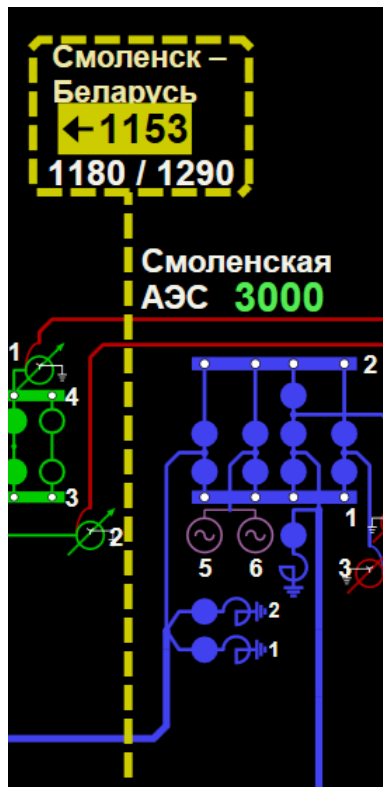 Смоленск –
Беларусь
←1153
1180 / 1290
Смоленская
АЭС 3000
1
2
4
3
1
2
5
6
3
2
1